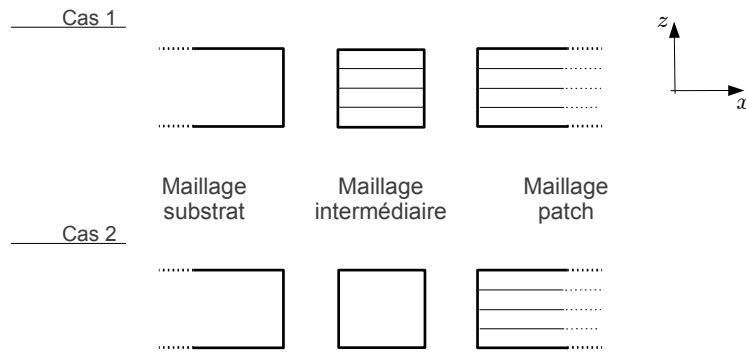 Cas 1
z
x
Maillage substrat
Maillage intermédiaire
Maillage patch
Cas 2